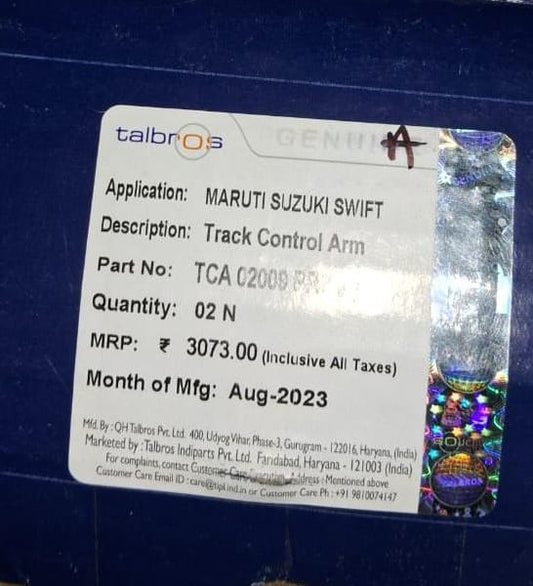 talbros
GENUI
A
Application: MARUTI SUZUKI SWIFT
Description: Track Control Arm
Part No: TCA 02009
Quantity: 02 N
MRP: ₹ 3073.00 (Inclusive All Taxes)
Month of Mfg: Aug-2023
Mfd. By : QH Talbros Pvt. Ltd. 400, Udyog Vihar, Phase-3, Gurugram - 122016, Haryana, (India)
Marketed by : Talbros Indiparts Pvt. Ltd. Faridabad, Haryana - 121003 (India)
For complaints, contact Customer Care Address : Mentioned above
Customer Care Email ID : care@tipl.ind.in or Customer Care Ph : +91 9810074147
TALBROS